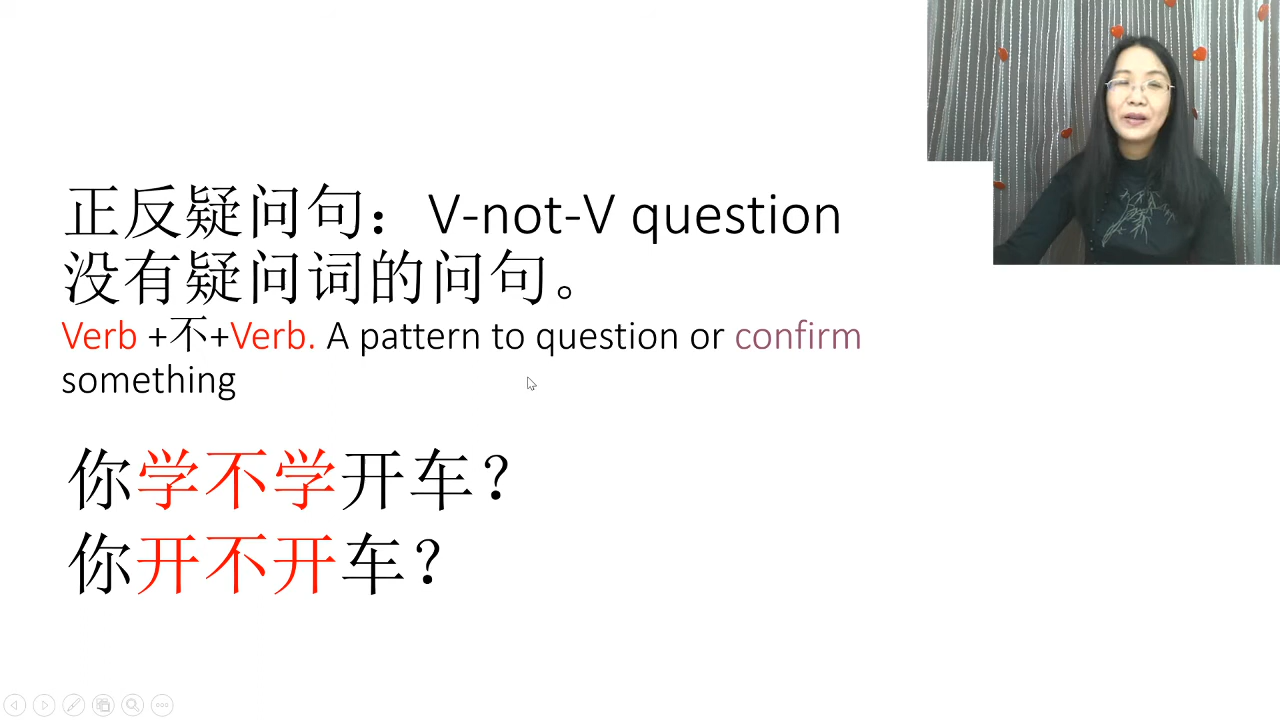 正反疑问句：V-not-V question
没有疑问词的问句。
Verb +不+Verb. A pattern to question or confirm
something
你学不学开车？
你开不开车？